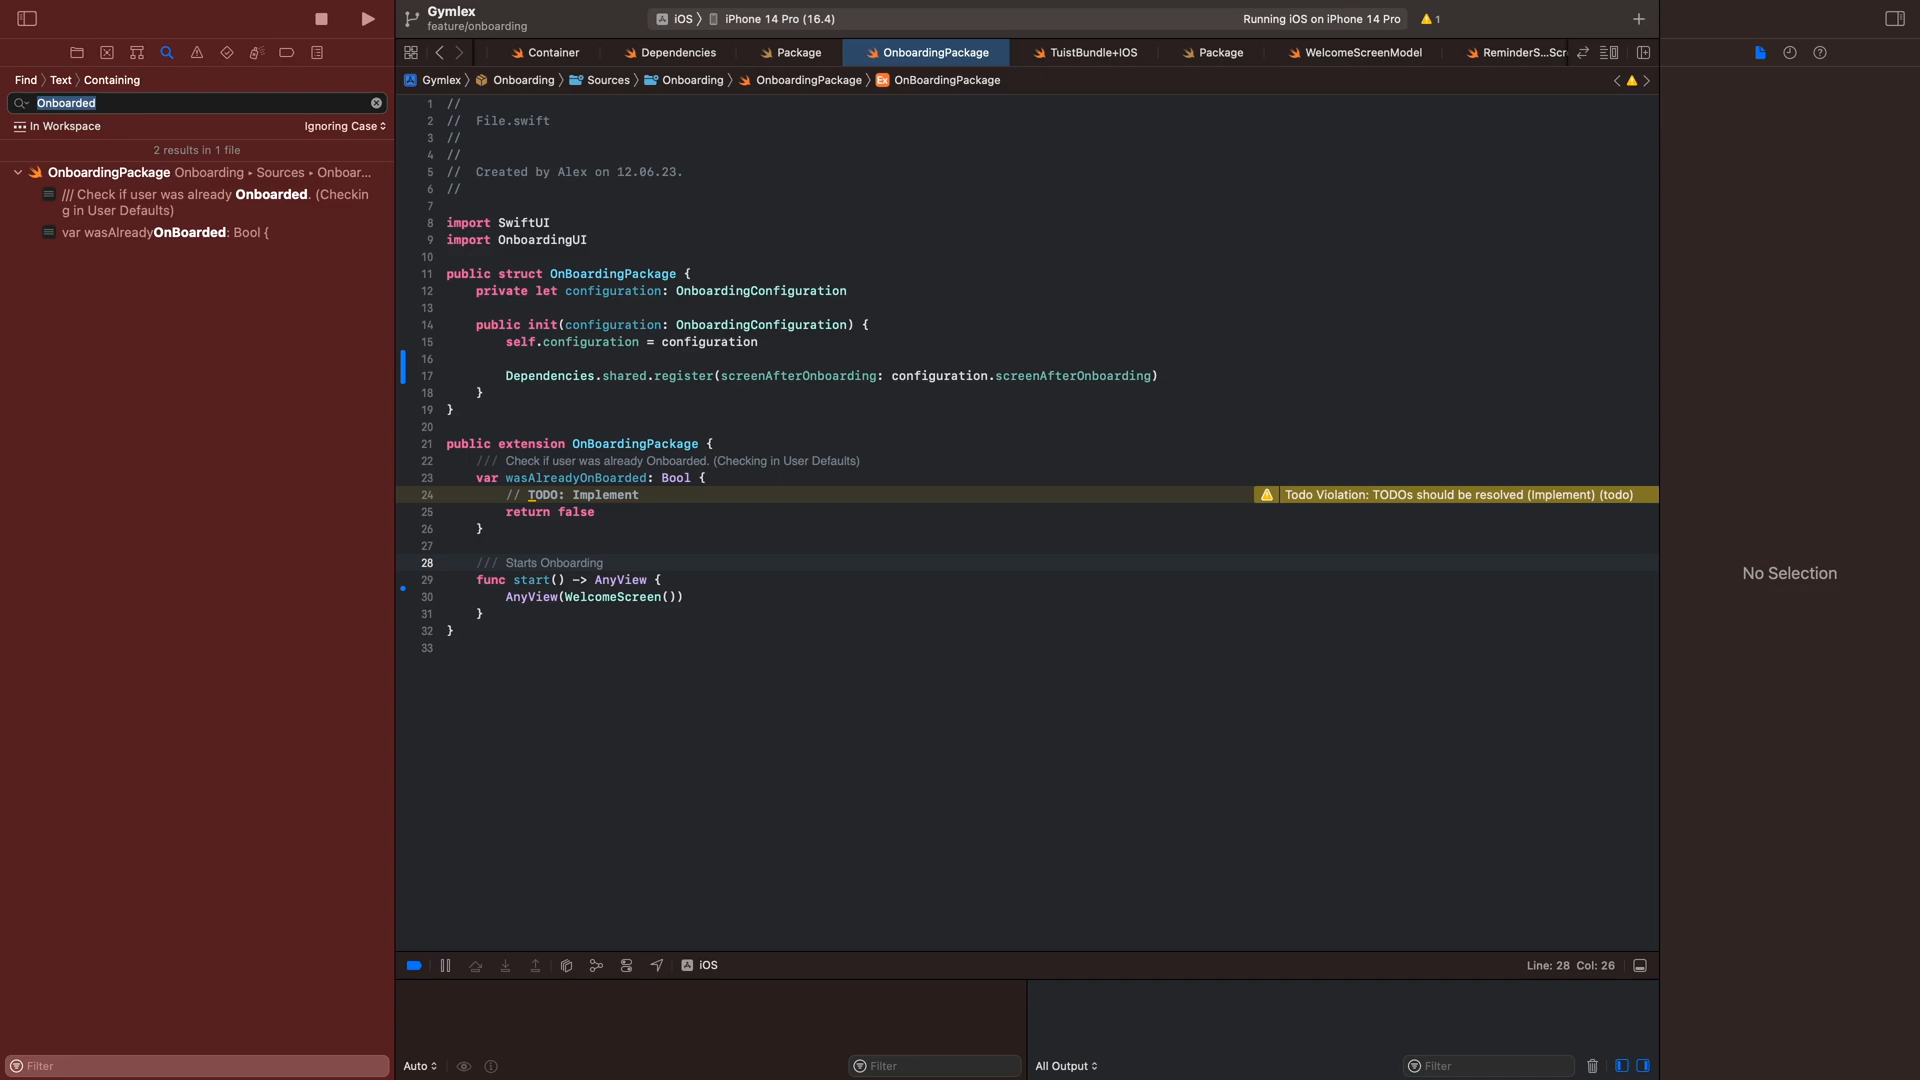 Gymlex
feature/onboarding
iOS 〉 iPhone 14 Pro (16.4)
Running iOS on iPhone 14 Pro
1
Container
Dependencies
Package
OnboardingPackage
TuistBundle+IOS
Package
WelcomeScreenModel
ReminderS...Scr
Find 〉 Text 〉 Containing
Gymlex 〉 Onboarding 〉 Sources 〉 Onboarding 〉 OnboardingPackage 〉 Ex OnBoardingPackage
Onboarded
In Workspace
Ignoring Case
2 results in 1 file
OnboardingPackage Onboarding ▸ Sources ▸ Onboar...
/// Check if user was already Onboarded. (Checkin
g in User Defaults)
var wasAlreadyOnBoarded: Bool {
1 //
2 //  File.swift
3 //
4 //
5 //  Created by Alex on 12.06.23.
6 //
7
8 import SwiftUI
9 import OnboardingUI
10
11 public struct OnBoardingPackage {
12     private let configuration: OnboardingConfiguration
13
14     public init(configuration: OnboardingConfiguration) {
15         self.configuration = configuration
16
17         Dependencies.shared.register(screenAfterOnboarding: configuration.screenAfterOnboarding)
18     }
19 }
20
21 public extension OnBoardingPackage {
22     /// Check if user was already Onboarded. (Checking in User Defaults)
23     var wasAlreadyOnBoarded: Bool {
24         // TODO: Implement
Todo Violation: TODOs should be resolved (Implement) (todo)
25         return false
26     }
27
28     /// Starts Onboarding
29     func start() -> AnyView {
30         AnyView(WelcomeScreen())
31     }
32 }
33
No Selection
iOS
Line: 28 Col: 26
Filter
Auto
Filter
All Output
Filter